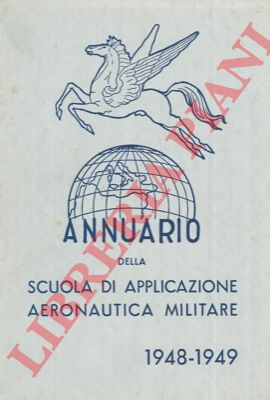 ANNUARIO
DELLA
SCUOLA DI APPLICAZIONE
AERONAUTICA MILITARE
1948-1949
LIBRERIA PIANI